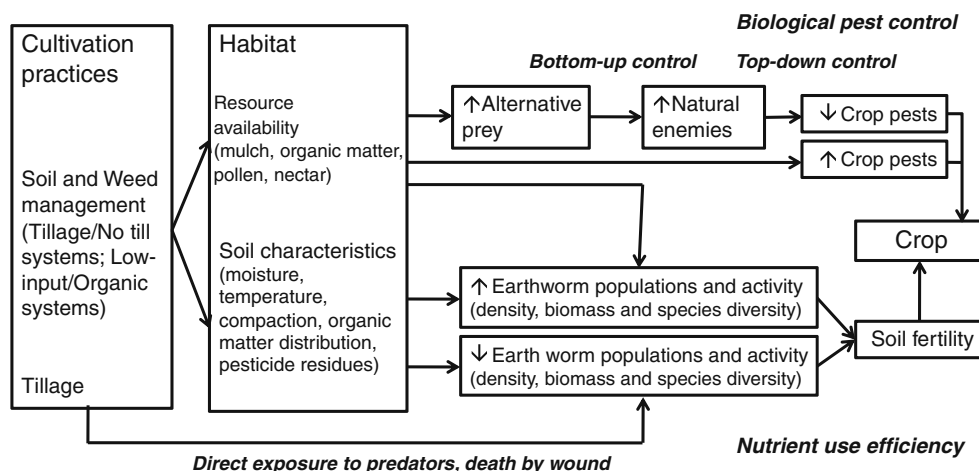 Cultivation
practices
Soil and Weed
management
(Tillage/No till
systems; Low-
input/Organic
systems)
Tillage
Habitat
Resource
availability
(mulch, organic matter,
pollen, nectar)
Soil characteristics
(moisture,
temperature,
compaction, organic
matter distribution,
pesticide residues)
Biological pest control
Bottom-up control
Top-down control
↑Alternative
prey
↑Natural
enemies
↓ Crop pests
↑ Crop pests
Crop
↑ Earthworm populations and activity
(density, biomass and species diversity)
↓ Earth worm populations and activity
(density, biomass and species diversity)
Soil fertility
Nutrient use efficiency
Direct exposure to predators, death by wound